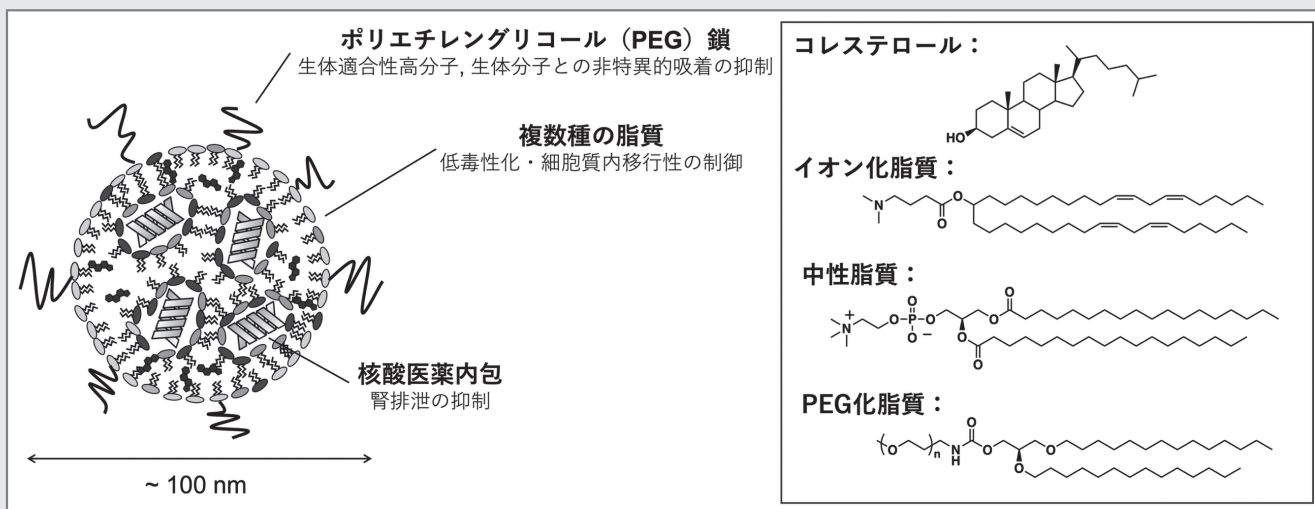 ポリエチレングリコール（PEG）鎖
生体適合性高分子, 生体分子との非特異的吸着の抑制
複数種の脂質
低毒性化・細胞質内移行性の制御
核酸医薬内包
腎排泄の抑制
~ 100 nm
コレステロール：
HO
イオン化脂質：
N
O
O
中性脂質：
N
+
O
P
O
O
−
O
O
O
O
O
PEG化脂質：
O
n
N
H
O
O
O
O